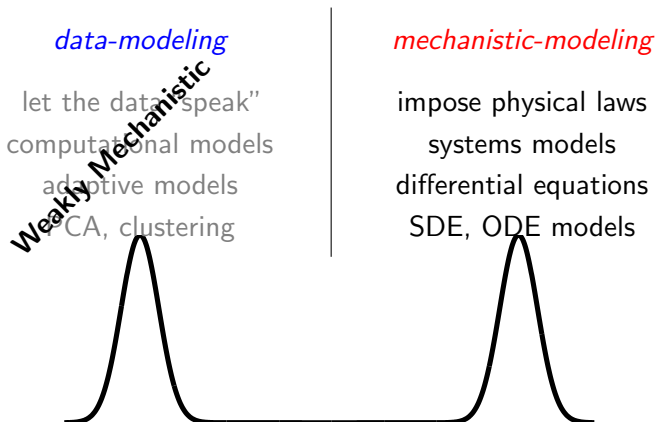 data-modeling
let the data "speak"
computational models
adaptive models
PCA, clustering
Weakly Mechanistic
mechanistic-modeling
impose physical laws
systems models
differential equations
SDE, ODE models